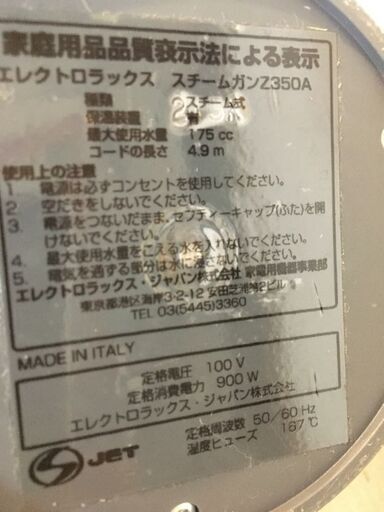 家庭用品品質表示法による表示
エレクトロラックス スチームガンZ350A
種類 スチーム式
保温装置 有
最大使用水量 175 cc
コードの長さ 4.9 m
使用上の注意
1. 電源は必ずコンセントを使用してください。
2. 空だきをしないでください。
3. 電源をつないだまま、セフティーキャップ(ふた)を開
けないでください。
4. 最大使用水量をこえる水を入れないでください。
5. 電気を通ずる部分は水に浸さないでください。
エレクトロラックス・ジャパン株式会社 家電用機器事業部
東京都港区海岸3-2-12 安田芝浦第2ビル
TEL 03(5445)3360
MADE IN ITALY
定格電圧 100 V
定格消費電力 900 W
エレクトロラックス・ジャパン株式会社
定格周波数 50/60 Hz
温度ヒューズ 167℃
JET